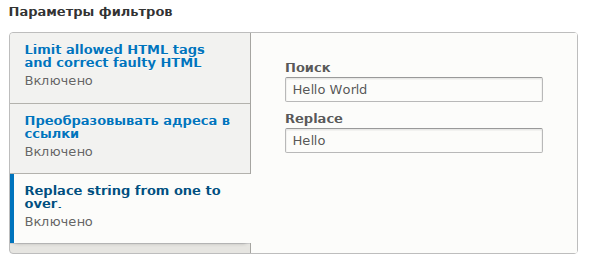 Параметры фильтров
Limit allowed HTML tags
and correct faulty HTML
Включено
Преобразовывать адреса в
ссылки
Включено
Replace string from one to
over.
Включено
Поиск
Hello World
Replace
Hello